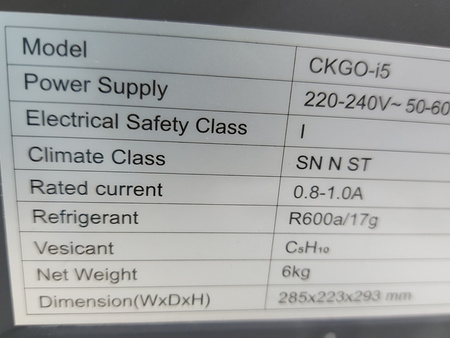 Model CKGO-i5
Power Supply 220-240V~ 50-60
Electrical Safety Class I
Climate Class SN N ST
Rated current 0.8-1.0A
Refrigerant R600a/17g
Vesicant C₅H₁₀
Net Weight 6kg
Dimension(WxDxH) 285x223x293 mm